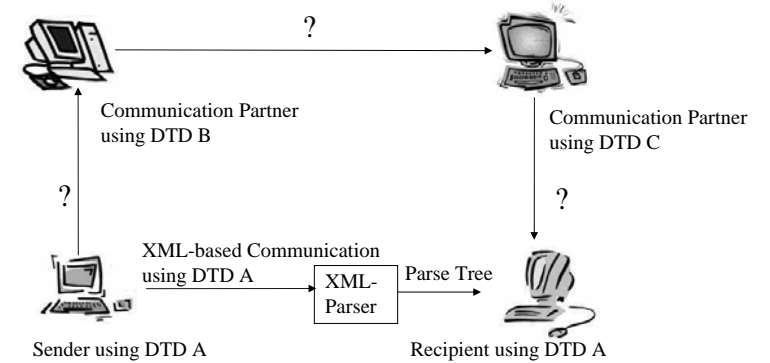 ?
Communication Partner
using DTD B
Communication Partner
using DTD C
?
?
XML-based Communication
using DTD A
XML-
Parser
Parse Tree
Sender using DTD A
Recipient using DTD A